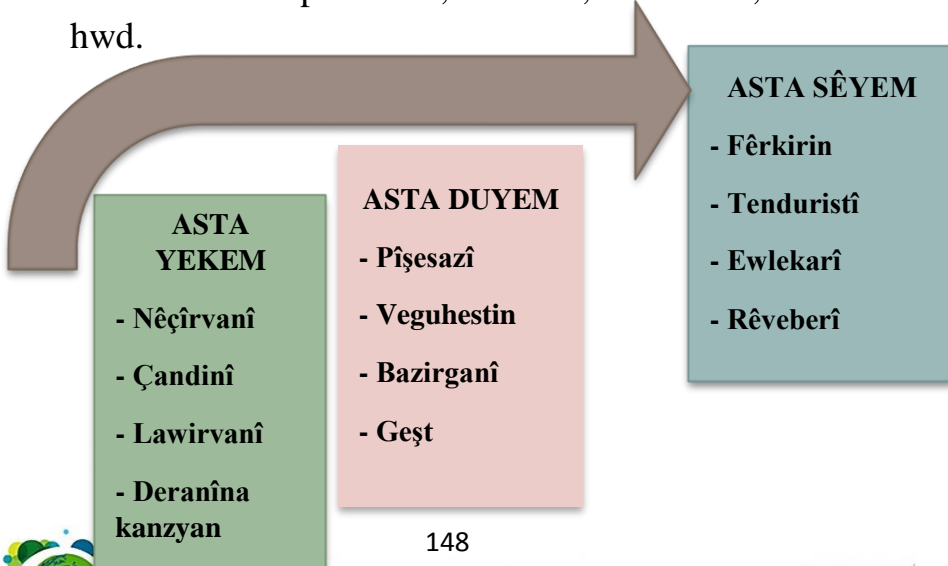 hwd.
ASTA
YEKEM
- Nêçîrvanî
- Çandinî
- Lawirvanî
- Deranîna
kanzyan
ASTA DUYEM
- Pîşesazî
- Veguhestin
- Bazirganî
- Geşt
ASTA SÊYEM
- Fêrkirin
- Tenduristî
- Ewlekarî
- Rêveberî
148